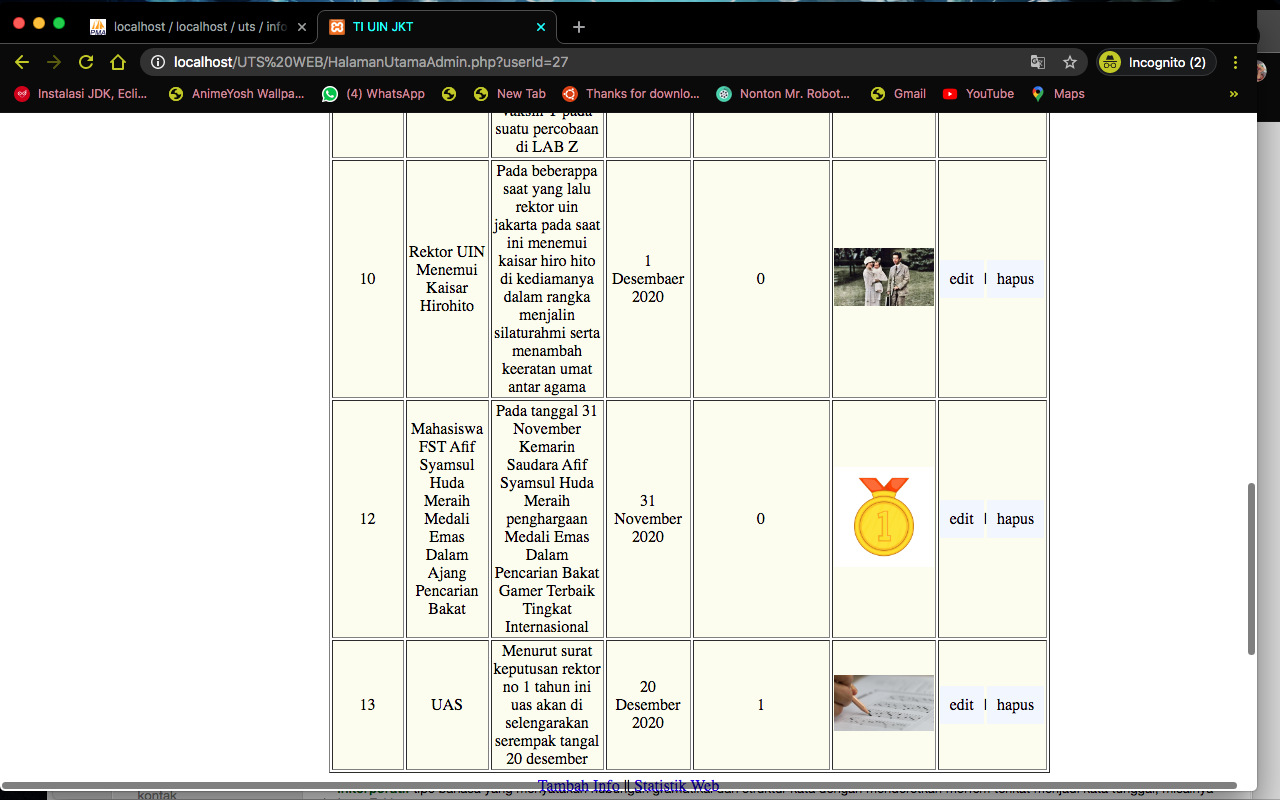 localhost / localhost / uts / info
TI UIN JKT
localhost/UTS%20WEB/HalamanUtamaAdmin.php?userId=27
Incognito (2)
Instalasi JDK, Ecli...
AnimeYosh Wallpa...
(4) WhatsApp
New Tab
Thanks for downlo...
Nonton Mr. Robot...
Gmail
YouTube
Maps
»
suatu percobaan
di LAB Z
10
Rektor UIN
Menemui
Kaisar
Hirohito
Pada beberappa
saat yang lalu
rektor uin
jakarta pada saat
ini menemui
kaisar hiro hito
di kediamanya
dalam rangka
menjalin
silaturahmi serta
menambah
keeratan umat
antar agama
1
Desembaer
2020
0
edit | hapus
12
Mahasiswa
FST Afif
Syamsul
Huda
Meraih
Medali
Emas
Dalam
Ajang
Pencarian
Bakat
Pada tanggal 31
November
Kemarin
Saudara Afif
Syamsul Huda
Meraih
penghargaan
Medali Emas
Dalam
Pencarian Bakat
Gamer Terbaik
Tingkat
Internasional
31
November
2020
0
1
edit | hapus
13
UAS
Menurut surat
keputusan rektor
no 1 tahun ini
uas akan di
selengarakan
serempak tangal
20 desember
20
Desember
2020
1
edit | hapus
Tambah Info || Statistik Web
kontak